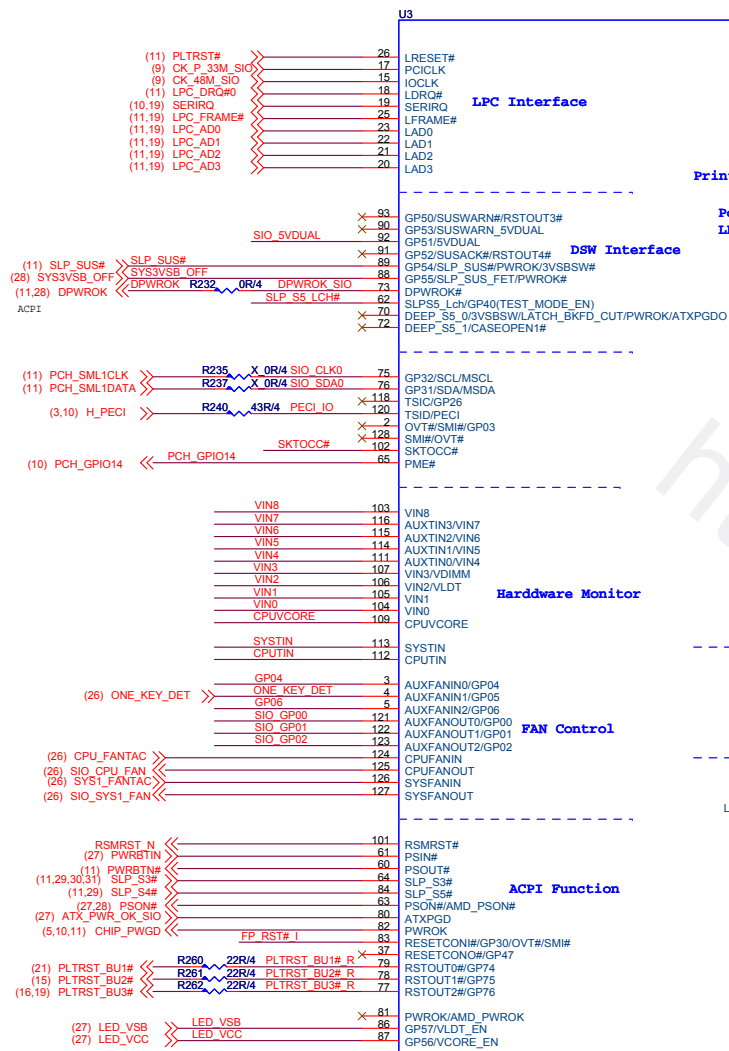 U3
(11) PLTRST# 26 LRESET#
(9) CK_P_33M_SIO 17 PCICLK
(9) CK_48M_SIO 15 IOCLK
(11) LPC_DRQ#0 18 LDRQ#
(10,19) SERIRQ 19 SERIRQ
LPC Interface
(11,19) LPC_FRAME# 25 LFRAME#
(11,19) LPC_AD0 23 LAD0
(11,19) LPC_AD1 22 LAD1
(11,19) LPC_AD2 21 LAD2
(11,19) LPC_AD3 20 LAD3
Prin
93 GP50/SUSWARN#/RSTOUT3#
90 GP53/SUSWARN_5VDUAL
SIO_5VDUAL 92 GP51/5VDUAL
91 GP52/SUSACK#/RSTOUT4#
DSW Interface
(11) SLP_SUS# SLP_SUS# 89 GP54/SLP_SUS#/PWROK/3VSBSW#
(28) SYS3VSB_OFF SYS3VSB_OFF 88 GP55/SLP_SUS_FET/PWROK#
(11,28) DPWROK DPWROK R232 0R/4 DPWROK_SIO 73 DPWROK#
ACPI
SLP_S5_LCH# 62 SLPS5_Lch/GP40(TEST_MODE_EN)
70 DEEP_S5_0/3VSBSW/LATCH_BKFD_CUT/PWROK/ATXPGDO
72 DEEP_S5_1/CASEOPEN1#
(11) PCH_SML1CLK R235 X_0R/4 SIO_CLK0 75 GP32/SCL/MSCL
(11) PCH_SML1DATA R237 X_0R/4 SIO_SDA0 76 GP31/SDA/MSDA
118 TSIC/GP26
(3,10) H_PECI R240 43R/4 PECI_IO 120 TSID/PECI
2 OVT#/SMI#/GP03
128 SMI#/OVT#
SKTOCC# 102 SKTOCC#
(10) PCH_GPIO14 PCH_GPIO14 65 PME#
VIN8 103 VIN8
VIN7 116 AUXTIN3/VIN7
VIN6 115 AUXTIN2/VIN6
VIN5 114 AUXTIN1/VIN5
VIN4 111 AUXTIN0/VIN4
VIN3 107 VIN3/VDIMM
VIN2 106 VIN2/VLDT
VIN1 105 VIN1
Harddware Monitor
VIN0 104 VIN0
109 CPUVCORE
SYSTIN 113 SYSTIN
CPUTIN 112 CPUTIN
GP04 3 AUXFANIN0/GP04
(26) ONE_KEY_DET ONE_KEY_DET 4 AUXFANIN1/GP05
GP06 5 AUXFANIN2/GP06
SIO_GP00 121 AUXFANOUT0/GP00
SIO_GP01 122 AUXFANOUT1/GP01
FAN Control
SIO_GP02 123 AUXFANOUT2/GP02
(26) CPU_FANTAC 124 CPUFANIN
(26) SIO_CPU_FAN 125 CPUFANOUT
(26) SYS1_FANTAC 126 SYSFANIN
(26) SIO_SYS1_FAN 127 SYSFANOUT
L
RSMRST_N 101 RSMRST#
(27) PWRBTIN 61 PSIN#
(11) PWRBTN# 60 PSOUT#
(11,29,30,31) SLP_S3# 64 SLP_S3#
(11,29) SLP_S4# 84 SLP_S5#
ACPI Function
(27,28) PSON# 63 PSON#/AMD_PSON#
(27) ATX_PWR_OK_SIO 80 ATXPGD
(5,10,11) CHIP_PWGD 82 PWROK
FP_RST#_I 83 RESETCONI#/GP30/OVT#/SMI#
37 RESETCONO#/GP47
(21) PLTRST_BU1# R260 22R/4 PLTRST_BU1#_R 79 RSTOUT0#/GP74
(15) PLTRST_BU2# R261 22R/4 PLTRST_BU2#_R 78 RSTOUT1#/GP75
(16,19) PLTRST_BU3# R262 22R/4 PLTRST_BU3#_R 77 RSTOUT2#/GP76
81 PWROK/AMD_PWROK
(27) LED_VSB LED_VSB 86 GP57/VLDT_EN
(27) LED_VCC LED_VCC 87 GP56/VCORE_EN